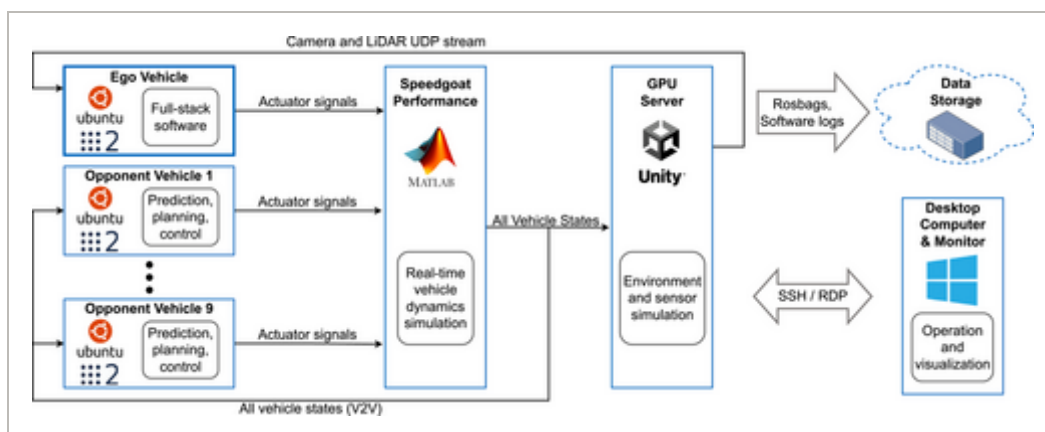 Camera and LiDAR UDP stream
Ego Vehicle
ubuntu
2
Full-stack
software
Actuator signals
Opponent Vehicle 1
ubuntu
2
Prediction,
planning,
control
Actuator signals
Opponent Vehicle 9
ubuntu
2
Prediction,
planning,
control
Actuator signals
All vehicle states (V2V)
Speedgoat
Performance
MATLAB
Real-time
vehicle
dynamics
simulation
All Vehicle States
GPU
Server
Unity
Environment
and sensor
simulation
Rosbags,
Software logs
Data
Storage
SSH / RDP
Desktop
Computer
& Monitor
Operation
and
visualization